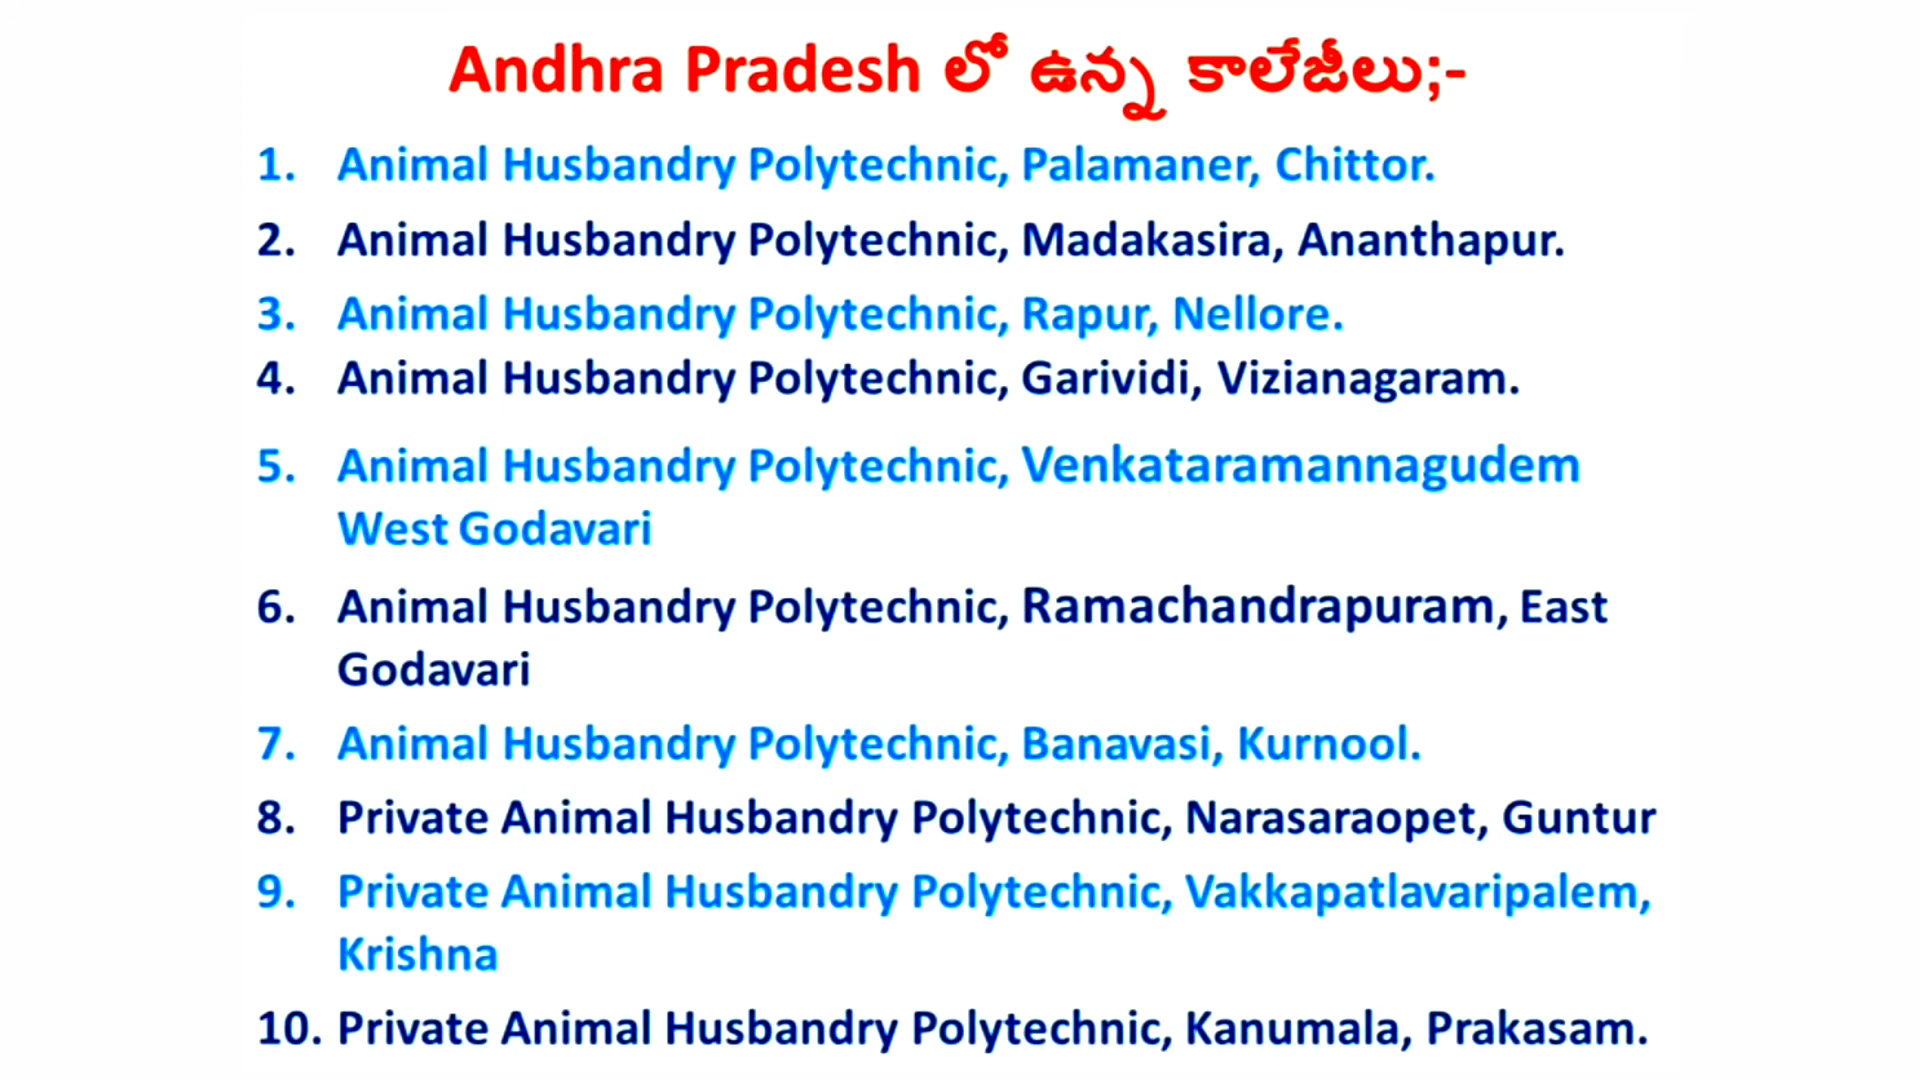 Andhra Pradesh లో ఉన్న కాలేజీలు;-
1. Animal Husbandry Polytechnic, Palamaner, Chittor.
2. Animal Husbandry Polytechnic, Madakasira, Ananthapur.
3. Animal Husbandry Polytechnic, Rapur, Nellore.
4. Animal Husbandry Polytechnic, Garividi, Vizianagaram.
5. Animal Husbandry Polytechnic, Venkataramannagudem
West Godavari
6. Animal Husbandry Polytechnic, Ramachandrapuram, East
Godavari
7. Animal Husbandry Polytechnic, Banavasi, Kurnool.
8. Private Animal Husbandry Polytechnic, Narasaraopet, Guntur
9. Private Animal Husbandry Polytechnic, Vakkapatlavaripalem,
Krishna
10. Private Animal Husbandry Polytechnic, Kanumala, Prakasam.